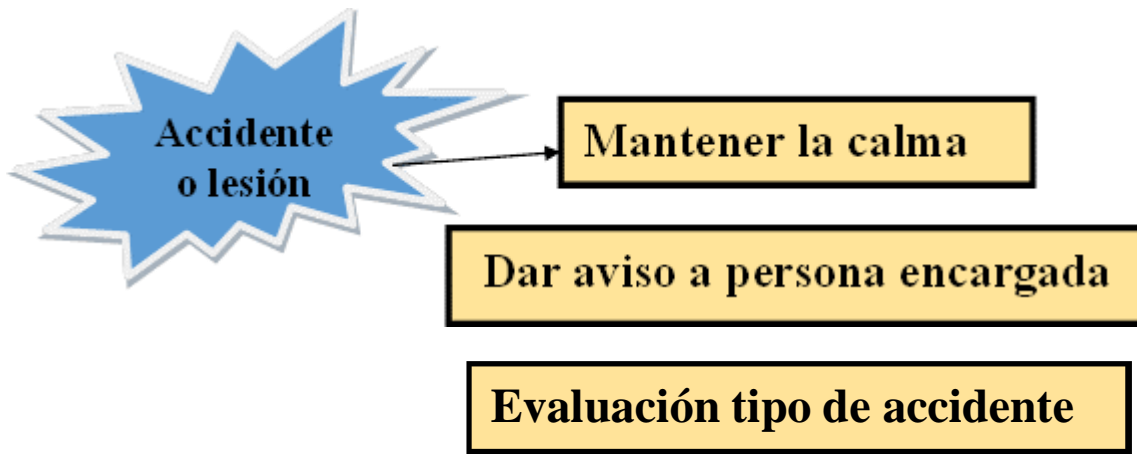 Accidente
o lesión
Mantener la calma
Dar aviso a persona encargada
Evaluación tipo de accidente